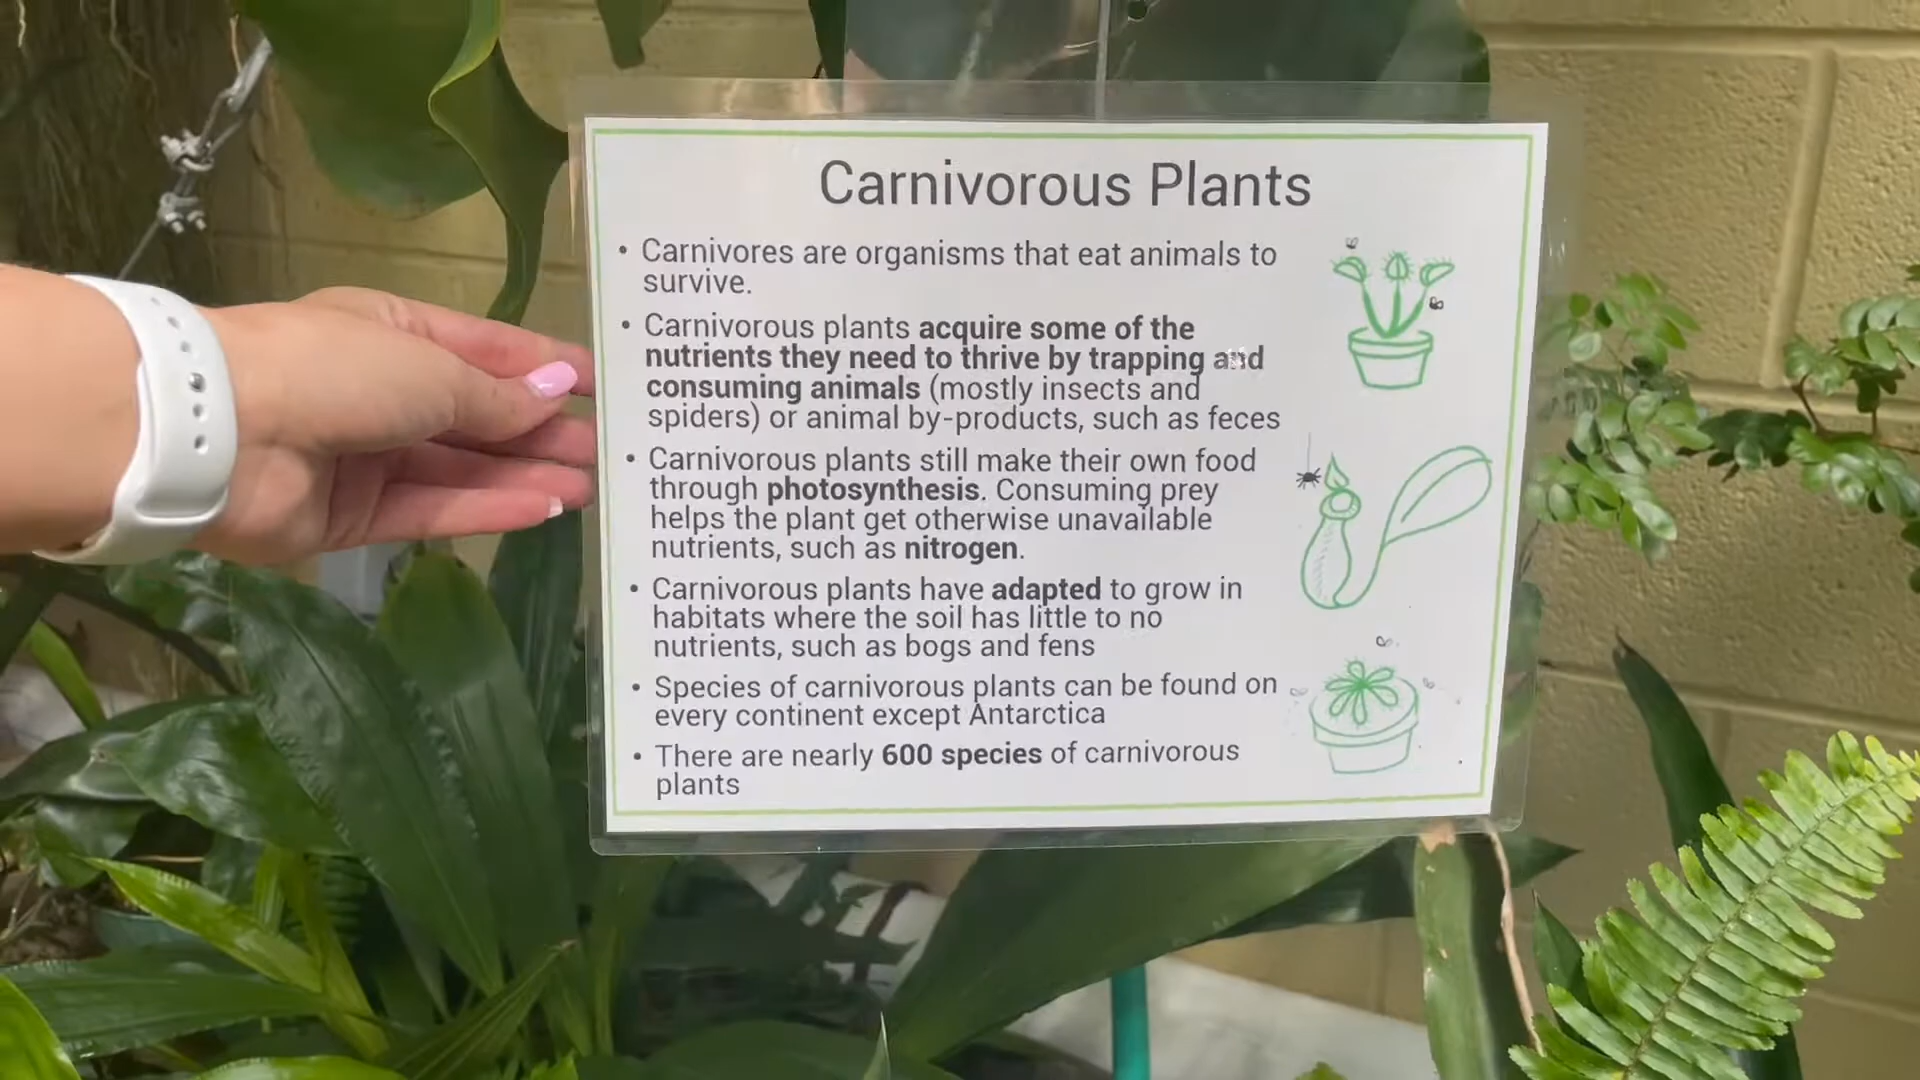 Carnivorous Plants
• Carnivores are organisms that eat animals to
survive.
• Carnivorous plants acquire some of the
nutrients they need to thrive by trapping and
consuming animals (mostly insects and
spiders) or animal by-products, such as feces
• Carnivorous plants still make their own food
through photosynthesis. Consuming prey
helps the plant get otherwise unavailable
nutrients, such as nitrogen.
• Carnivorous plants have adapted to grow in
habitats where the soil has little to no
nutrients, such as bogs and fens
• Species of carnivorous plants can be found on
every continent except Antarctica
• There are nearly 600 species of carnivorous
plants